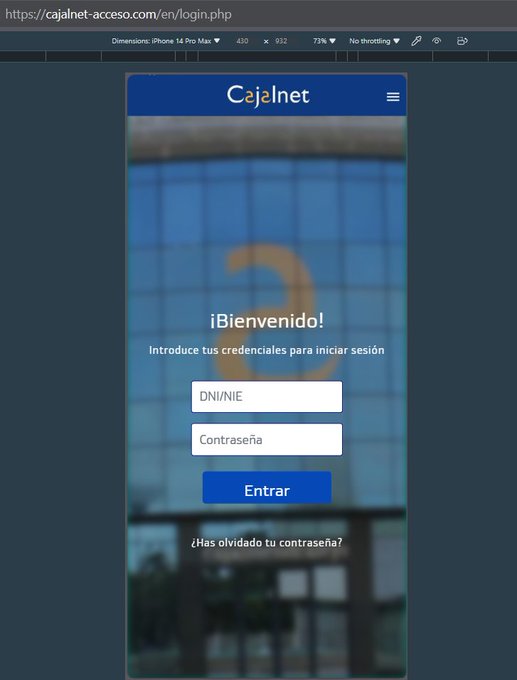 https://cajalnet-acceso.com/en/login.php
Dimensions: iPhone 14 Pro Max ▼ 430 × 932 73% ▼ No throttling ▼
Cajalnet
¡Bienvenido!
Introduce tus credenciales para iniciar sesión
DNI/NIE
Contraseña
Entrar
¿Has olvidado tu contraseña?